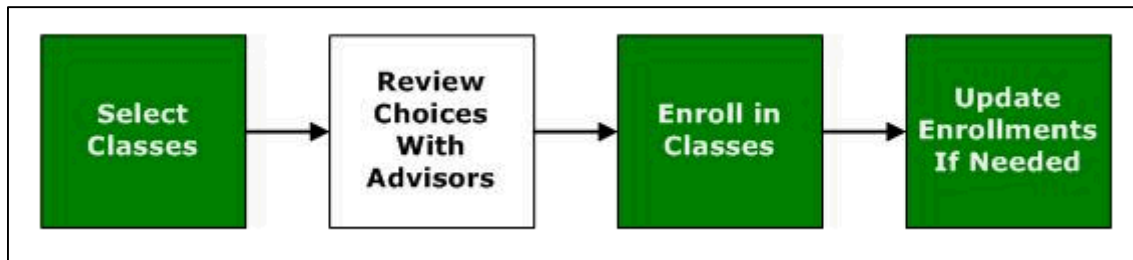 Select
Classes
Review
Choices
With
Advisors
Enroll in
Classes
Update
Enrollments
If Needed